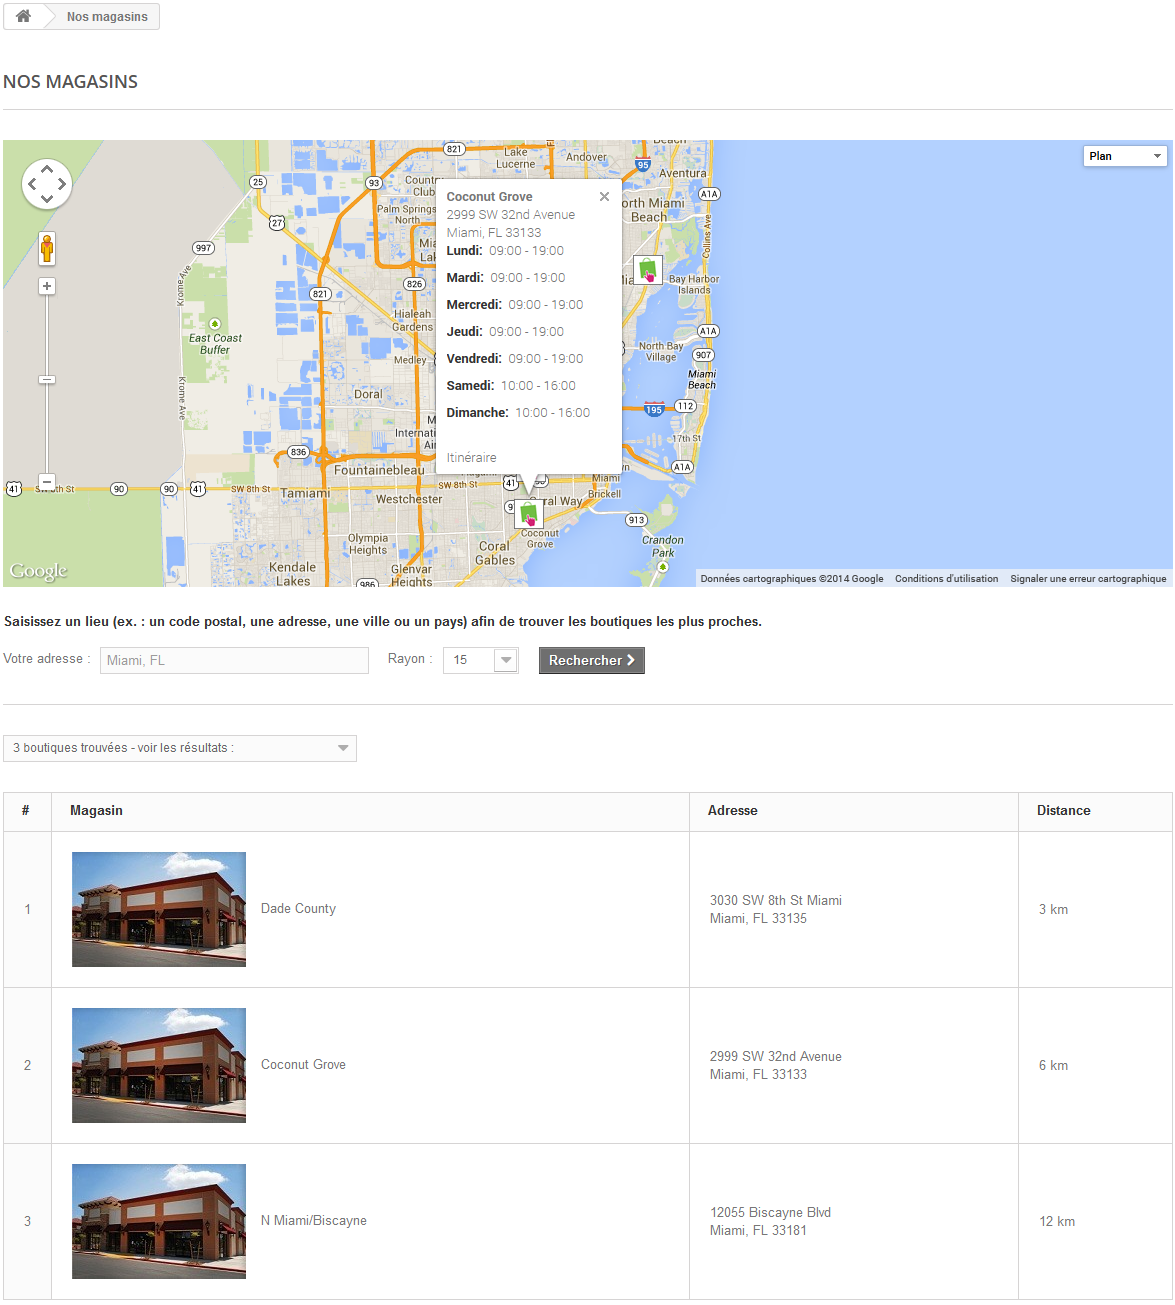 Nos magasins
NOS MAGASINS
Plan
821
Lake
Lucerne
Andover
Beach
95
Aventura
25
93
Country
Club
A1A
Palm Springs
North
orth Miami
Beach
Collins Ave
27
997
Krome Ave
826
821
Bay Harbor
Islands
Hialeah
Gardens
East Coast
Buffer
A1A
North Bay
Village
907
Medley
Miami
Beach
Krome Ave
Doral
195
112
Internation
17th St
836
Fountainebleau
A1A
41
SW 8th St
90
90
41
SW 8th St
Tamiami
SW 8th St
41
Miami
Brickell
Westchester
ral Way
913
Coconut
Grove
Olympia
Heights
Coral
Gables
Crandon
Park
Kendale
Lakes
Glenvar
Heights
986
Coconut Grove
2999 SW 32nd Avenue
Miami, FL 33133
Lundi: 09:00 - 19:00
Mardi: 09:00 - 19:00
Mercredi: 09:00 - 19:00
Jeudi: 09:00 - 19:00
Vendredi: 09:00 - 19:00
Samedi: 10:00 - 16:00
Dimanche: 10:00 - 16:00
Itinéraire
Google
Données cartographiques ©2014 Google Conditions d'utilisation Signaler une erreur cartographique
Saisissez un lieu (ex. : un code postal, une adresse, une ville ou un pays) afin de trouver les boutiques les plus proches.
Votre adresse : Miami, FL Rayon : 15 Rechercher
3 boutiques trouvées - voir les résultats :
# Magasin Adresse Distance
1 Dade County 3030 SW 8th St Miami
Miami, FL 33135 3 km
2 Coconut Grove 2999 SW 32nd Avenue
Miami, FL 33133 6 km
3 N Miami/Biscayne 12055 Biscayne Blvd
Miami, FL 33181 12 km